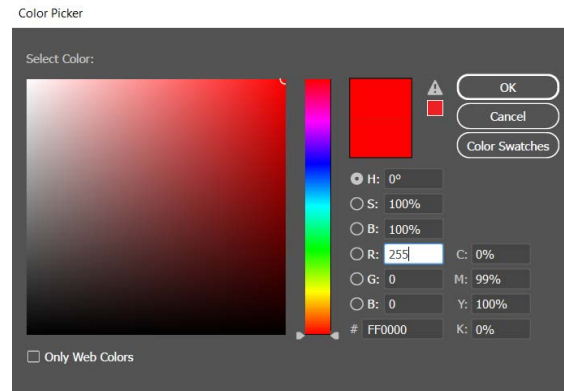 Color Picker
Select Color:
OK
Cancel
Color Swatches
H: 0°
S: 100%
B: 100%
R: 255 C: 0%
G: 0 M: 99%
B: 0 Y: 100%
# FF0000 K: 0%
Only Web Colors